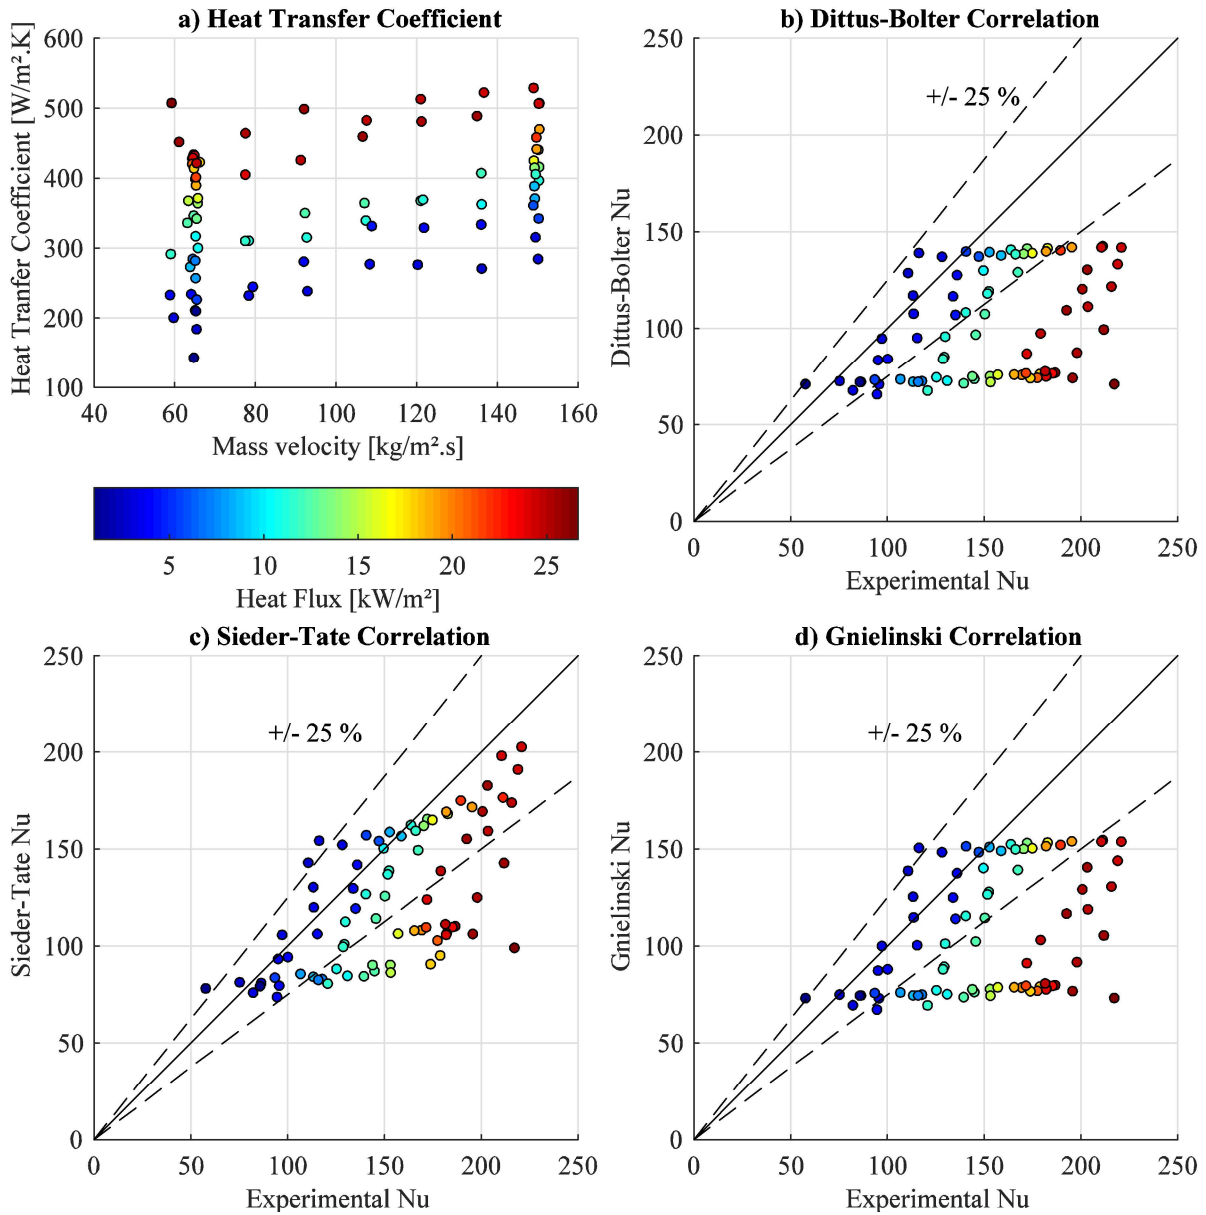 a) Heat Transfer Coefficient
Heat Tranfer Coefficient [W/m².K]
600
500
400
300
200
100
40 60 80 100 120 140 160
Mass velocity [kg/m².s]
5 10 15 20 25
Heat Flux [kW/m²]
b) Dittus-Bolter Correlation
Dittus-Bolter Nu
250
200
150
100
50
0
+/- 25 %
0 50 100 150 200 250
Experimental Nu
c) Sieder-Tate Correlation
Sieder-Tate Nu
250
200
150
100
50
0
+/- 25 %
0 50 100 150 200 250
Experimental Nu
d) Gnielinski Correlation
Gnielinski Nu
250
200
150
100
50
0
+/- 25 %
0 50 100 150 200 250
Experimental Nu